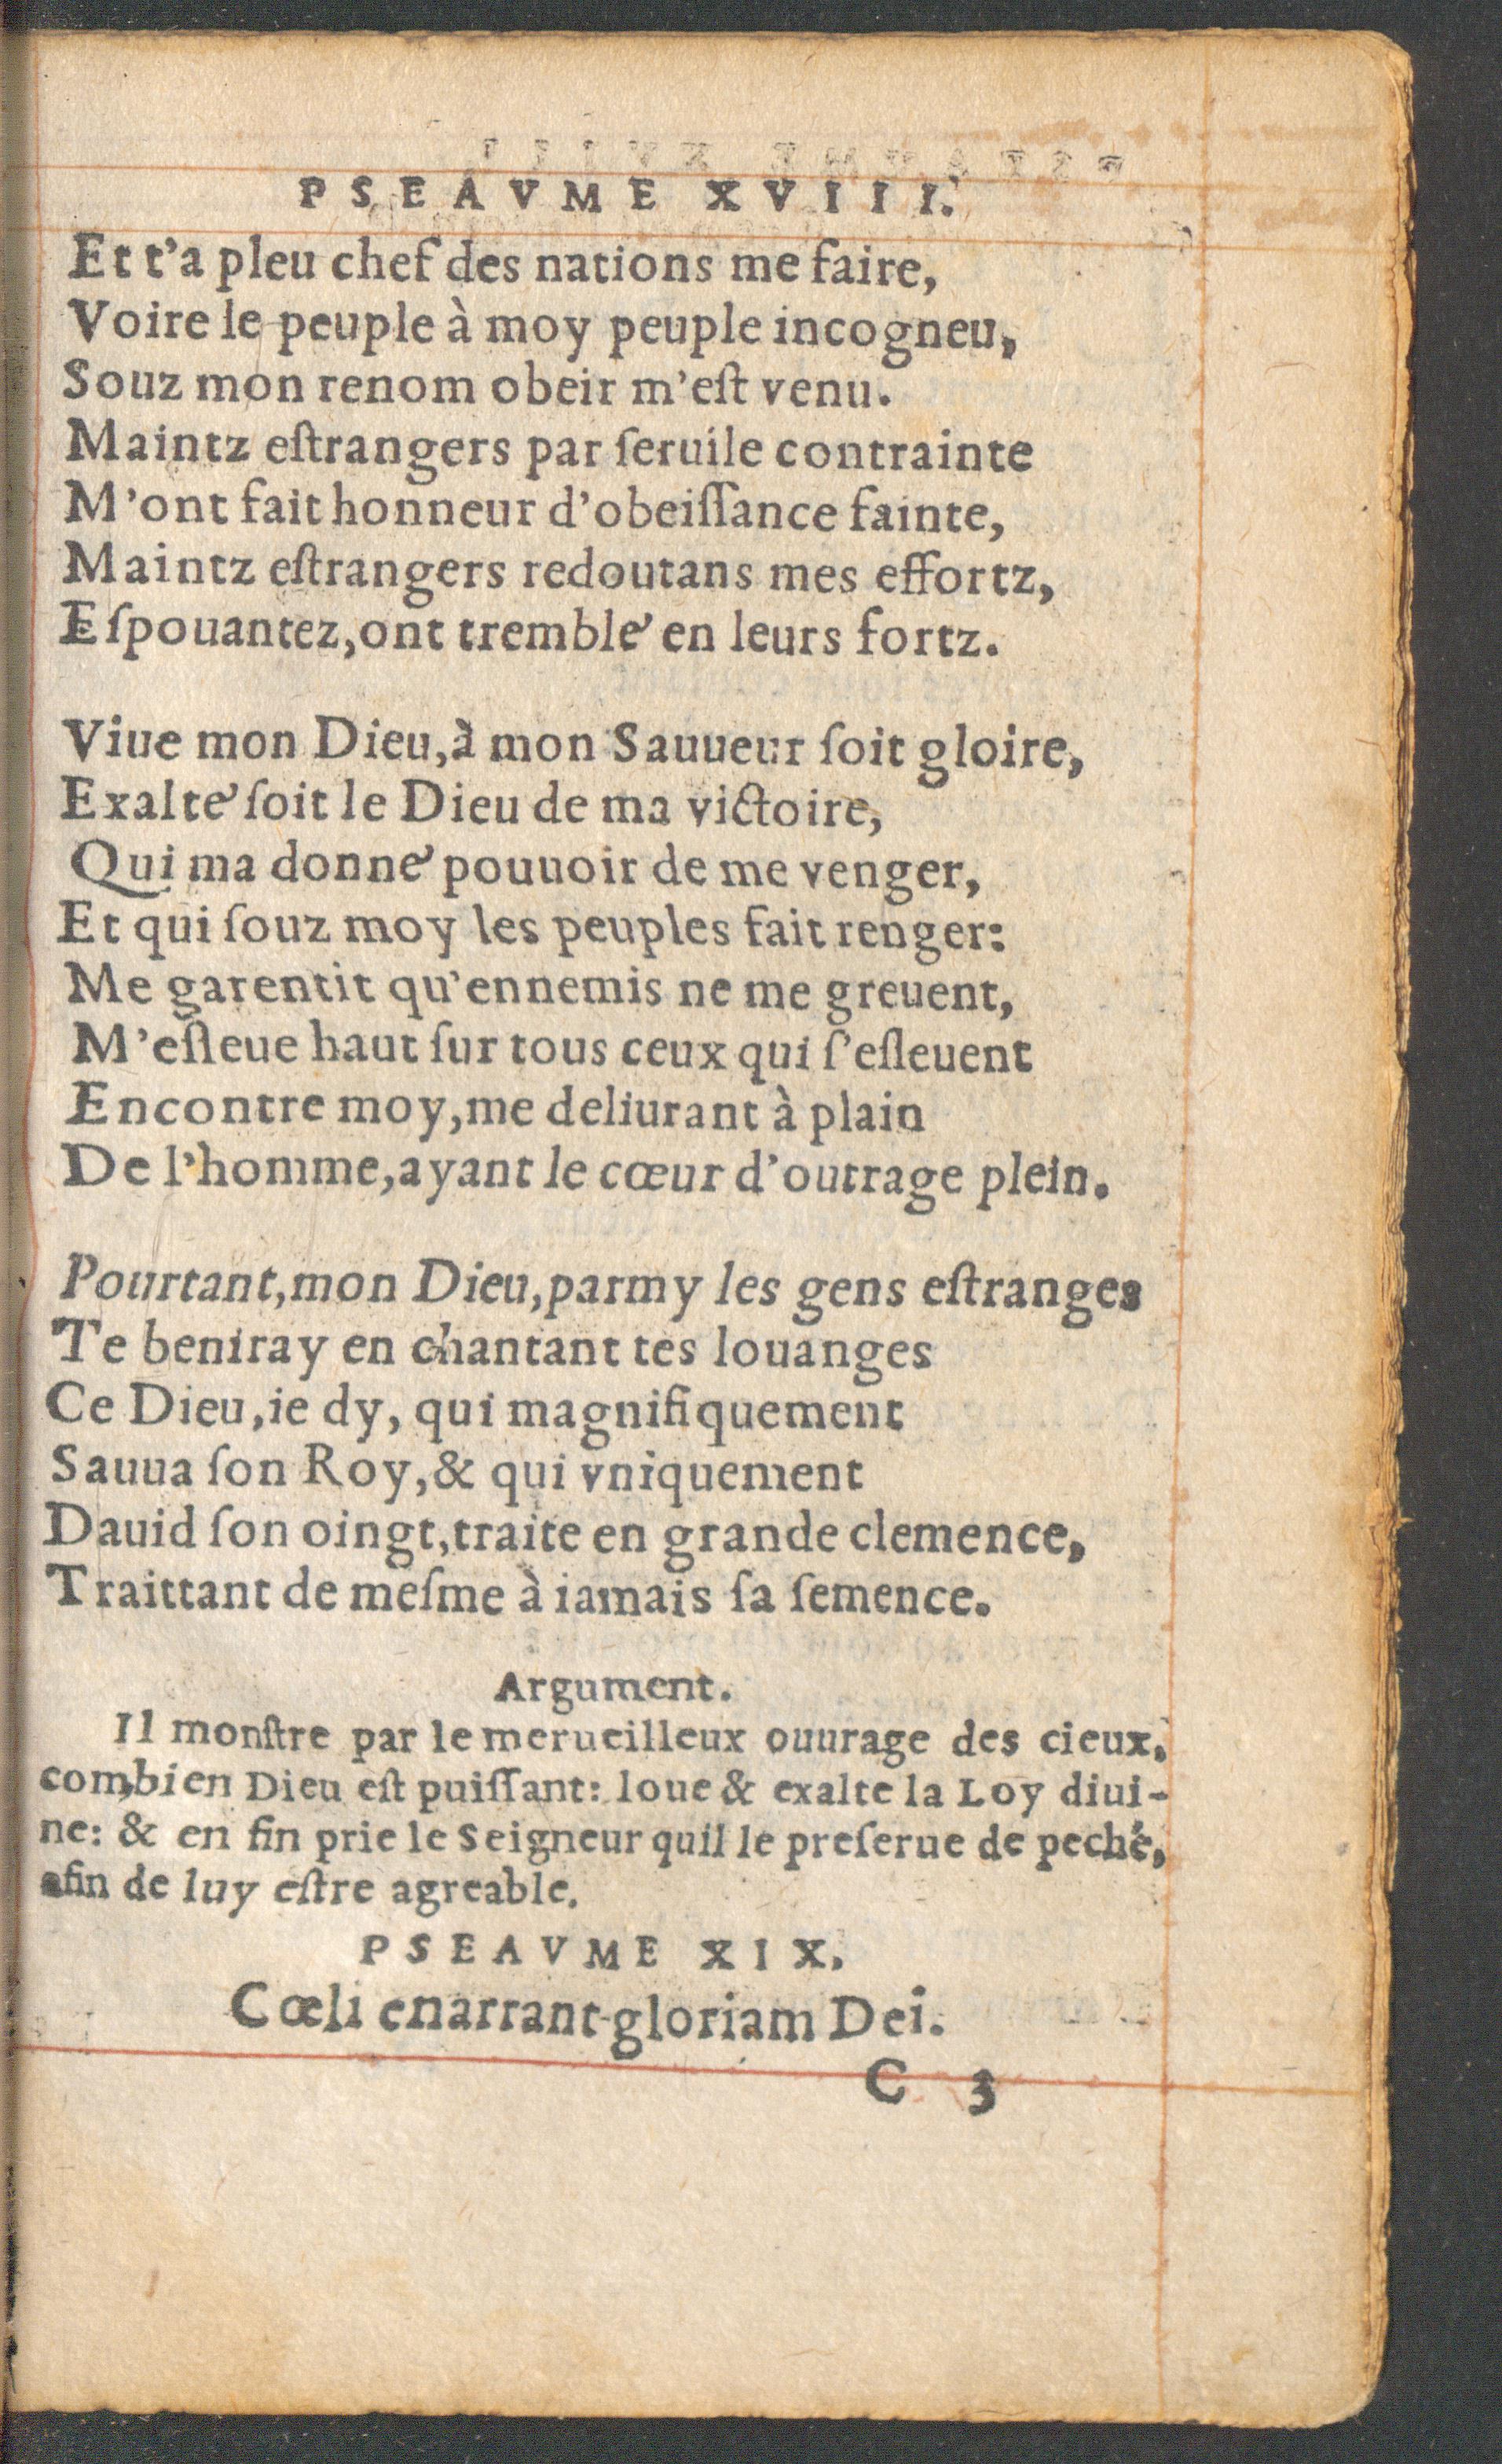 PSEAVME XVIII.
Et t'a pleu chef des nations me faire,
Voire le peuple à moy peuple incogneu,
Souz mon renom obeir m'eſt venu.
Maintz eſtrangers par ſeruile contrainte
M'ont fait honneur d'obeiſſance fainte,
Maintz eſtrangers redoutans mes effortz,
Eſpouantez, ont tremblé en leurs fortz.
Viue mon Dieu, à mon Sauueur ſoit gloire,
Exalté ſoit le Dieu de ma victoire,
Qui ma donné pouuoir de me venger,
Et qui ſouz moy les peuples fait renger:
Me garentit qu'ennemis ne me greuent,
M'eſleue haut ſur tous ceux qui ſ'eſleuent
Encontre moy, me deliurant à plain
De l'homme, ayant le cœur d'outrage plein.
Pourtant, mon Dieu, parmy les gens eſtranges
Te beniray en chantant tes louanges
Ce Dieu, ie dy, qui magnifiquement
Sauua ſon Roy, & qui vniquement
Dauid ſon oingt, traite en grande clemence,
Traittant de meſme à iamais ſa ſemence.
Argument.
Il monſtre par le merueilleux ouurage des cieux,
combien Dieu eſt puiſſant: loue & exalte la Loy diui-
ne: & en fin prie le Seigneur quil le preſerue de peché,
afin de luy eſtre agreable.
PSEAVME XIX.
Cœli enarrant gloriam Dei.
C 3